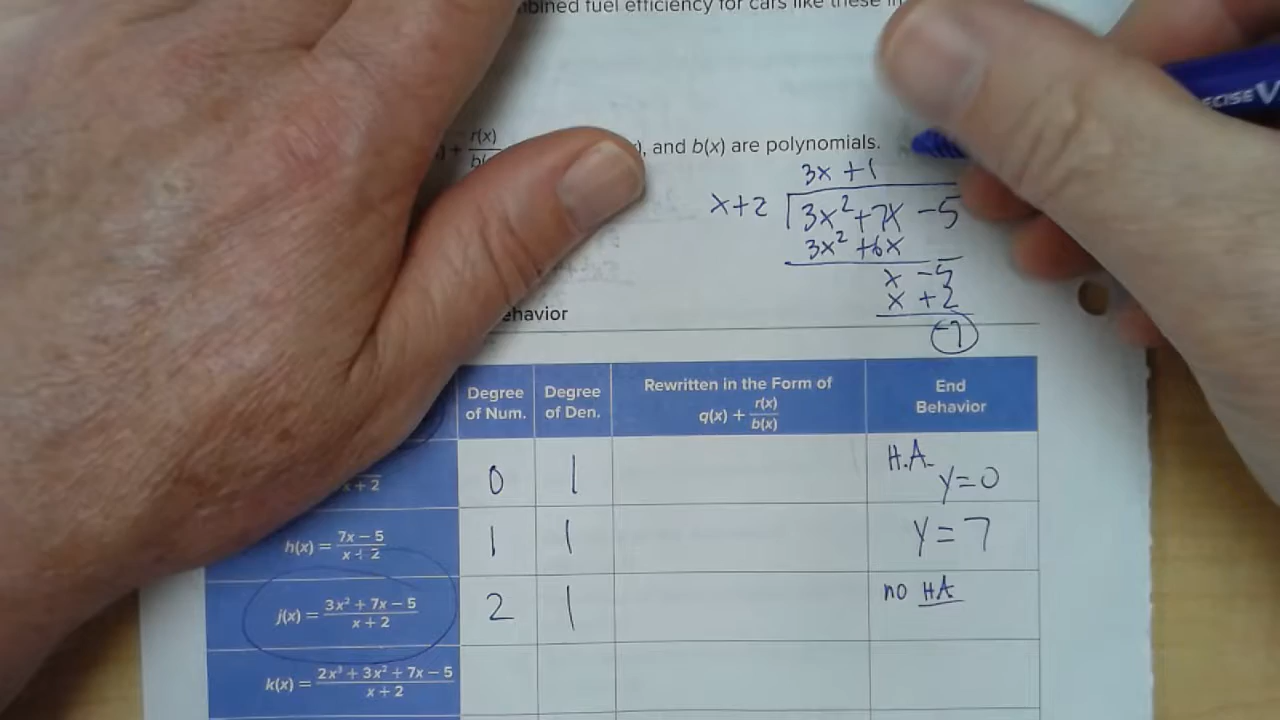 bined fuel efficiency for cars like these
+ r(x)/b( ), and b(x) are polynomials.
3x + 1
x+2 3x² + 7x - 5
3x² + 6x
x - 5
x + 2
-7
ehavior
Degree of Num.
Degree of Den.
Rewritten in the Form of q(x) + r(x)/b(x)
End Behavior
x + 2
0
1
H.A. y = 0
h(x) = 7x − 5 / x + 2
1
1
y = 7
j(x) = 3x² + 7x − 5 / x + 2
2
1
no HA
k(x) = 2x³ + 3x² + 7x − 5 / x + 2
CISE V